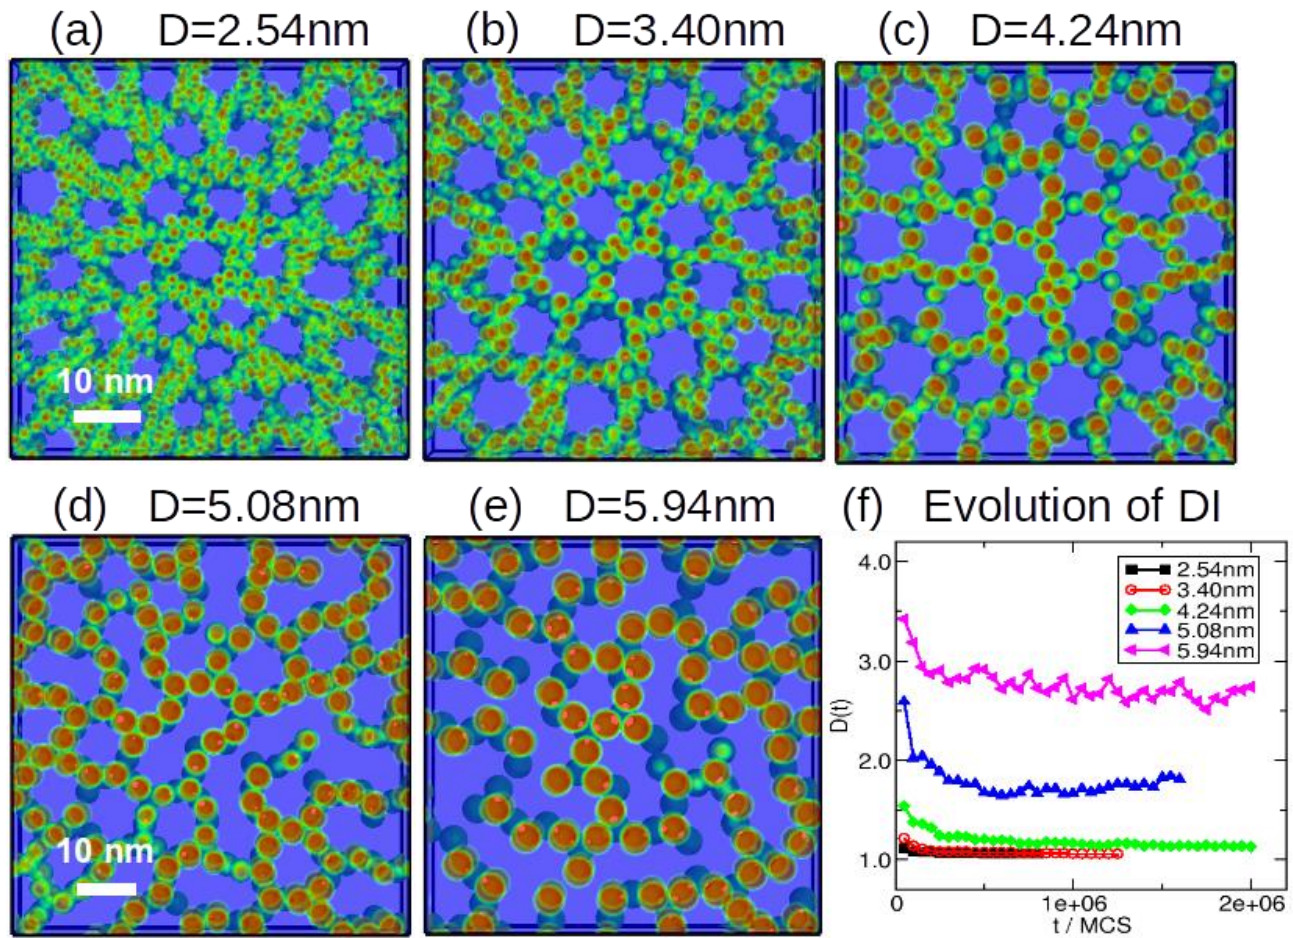 (a) D=2.54nm
(b) D=3.40nm
(c) D=4.24nm
10 nm
(d) D=5.08nm
(e) D=5.94nm
(f) Evolution of DI
10 nm
4.0
3.0
2.0
1.0
D(t)
2.54nm
3.40nm
4.24nm
5.08nm
5.94nm
0
1e+06
2e+06
t / MCS